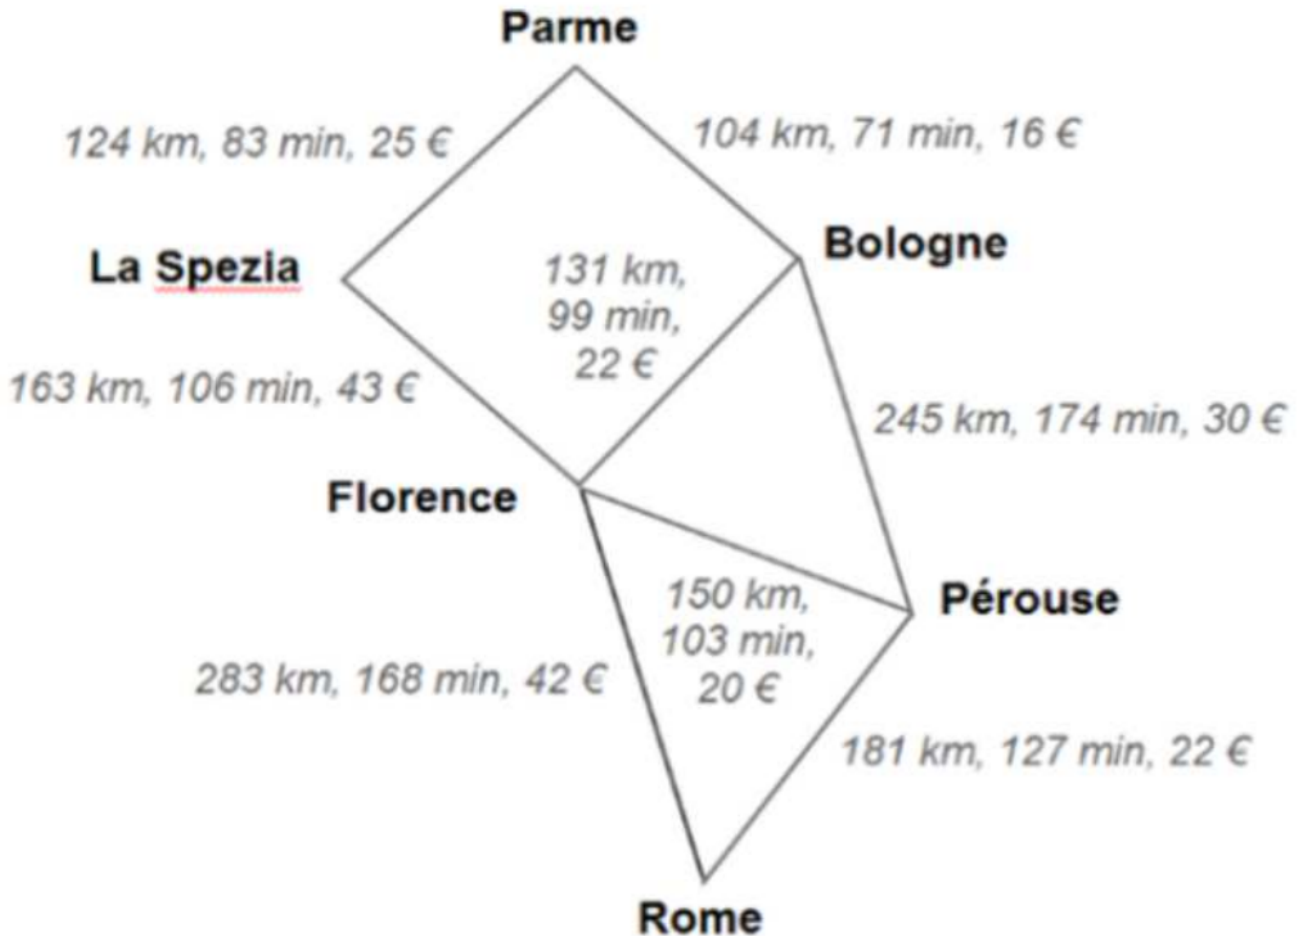 Parme
124 km, 83 min, 25 €
104 km, 71 min, 16 €
Bologne
La Spezia
131 km,
99 min,
22 €
163 km, 106 min, 43 €
245 km, 174 min, 30 €
Florence
150 km,
103 min,
20 €
Pérouse
283 km, 168 min, 42 €
181 km, 127 min, 22 €
Rome